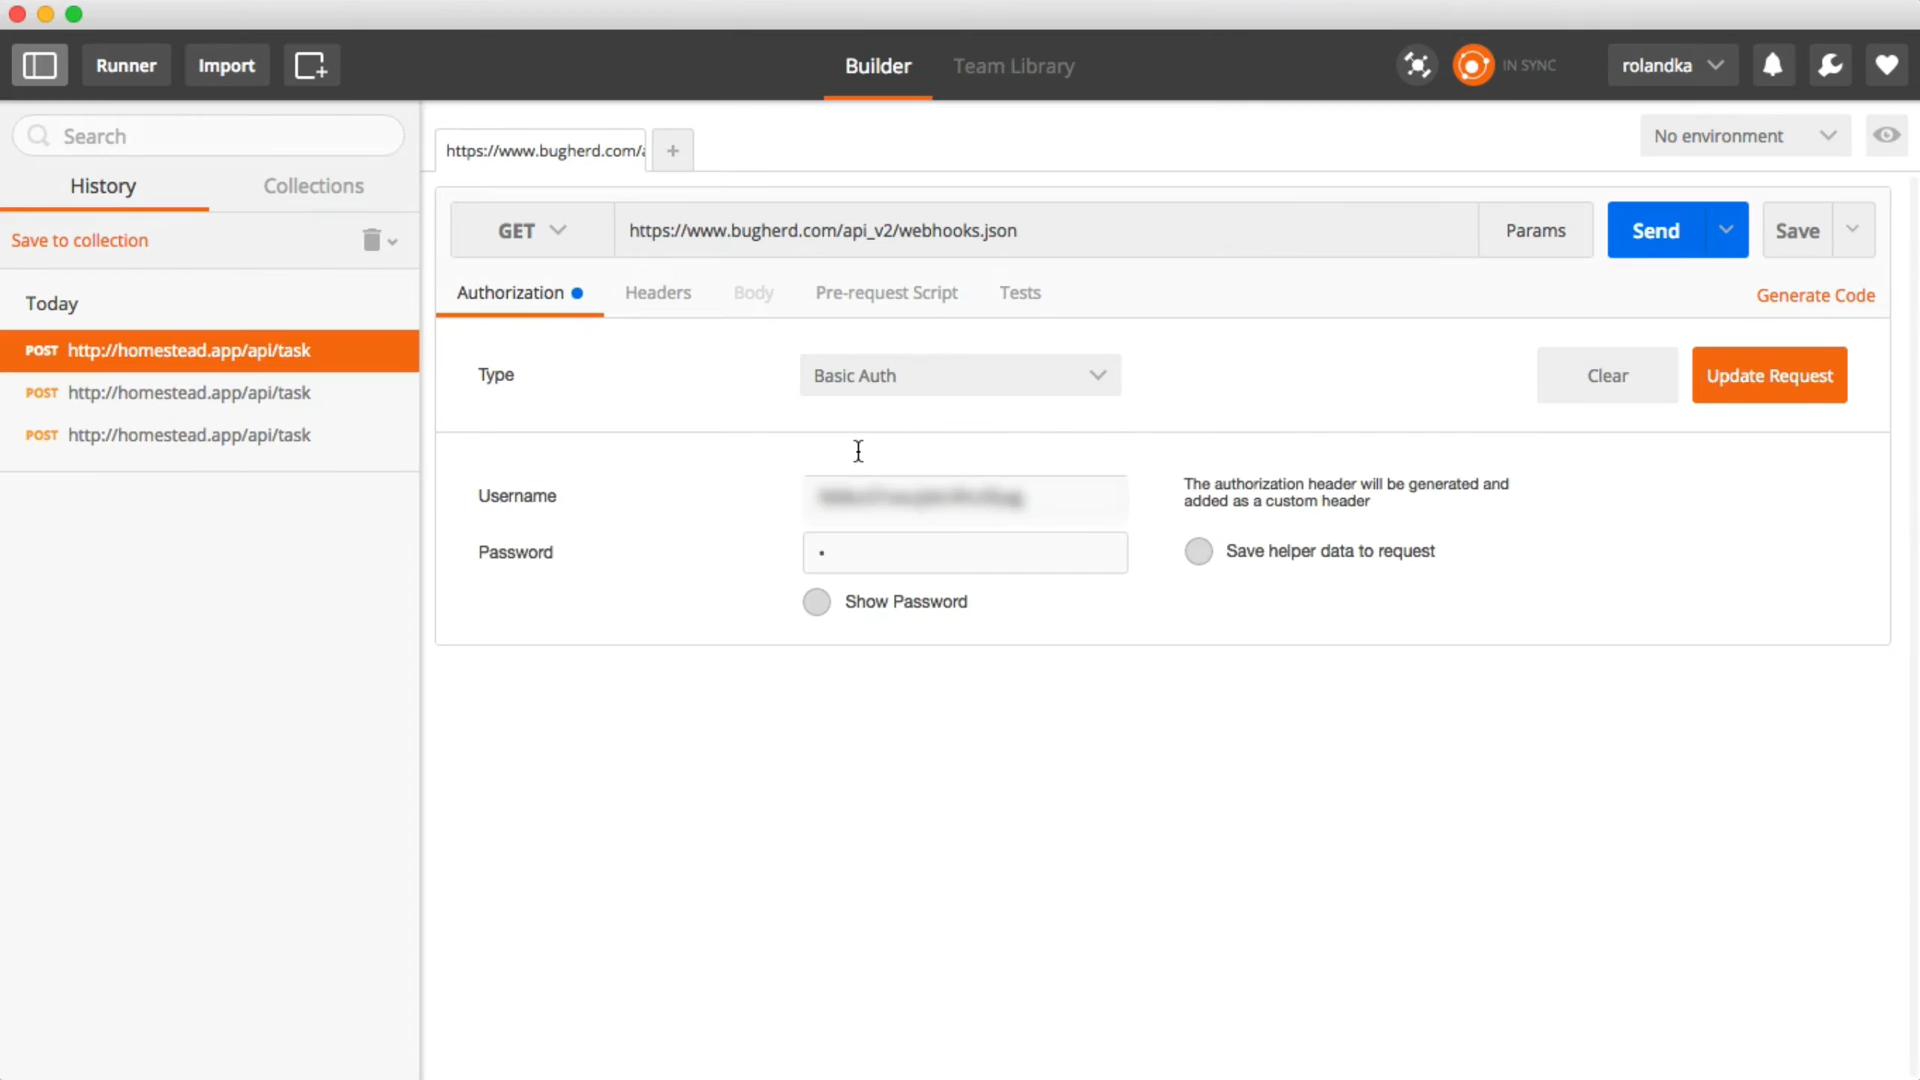 Runner
Import
Builder
Team Library
IN SYNC
rolandka
Search
History
Collections
Save to collection
Today
POST http://homestead.app/api/task
POST http://homestead.app/api/task
POST http://homestead.app/api/task
https://www.bugherd.com/a
+
No environment
GET
https://www.bugherd.com/api_v2/webhooks.json
Params
Send
Save
Authorization
Headers
Body
Pre-request Script
Tests
Generate Code
Type
Basic Auth
Clear
Update Request
Username
The authorization header will be generated and
added as a custom header
Password
•
Save helper data to request
Show Password